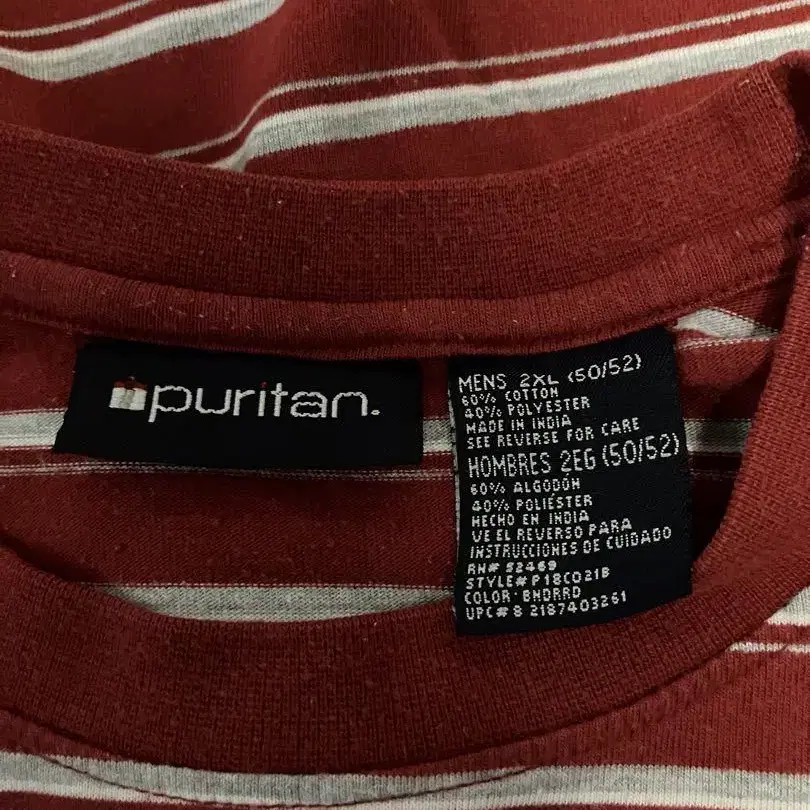 puritan.
MENS 2XL (50/52)
60% COTTON
40% POLYESTER
MADE IN INDIA
SEE REVERSE FOR CARE
HOMBRES 2EG (50/52)
60% ALGODÓN
40% POLIÉSTER
HECHO EN INDIA
VE EL REVERSO PARA
INSTRUCCIONES DE CUIDADO
RN# 52469
STYLE# P18CO21B
COLOR: BNDRRD
UPC# 8 2187403261